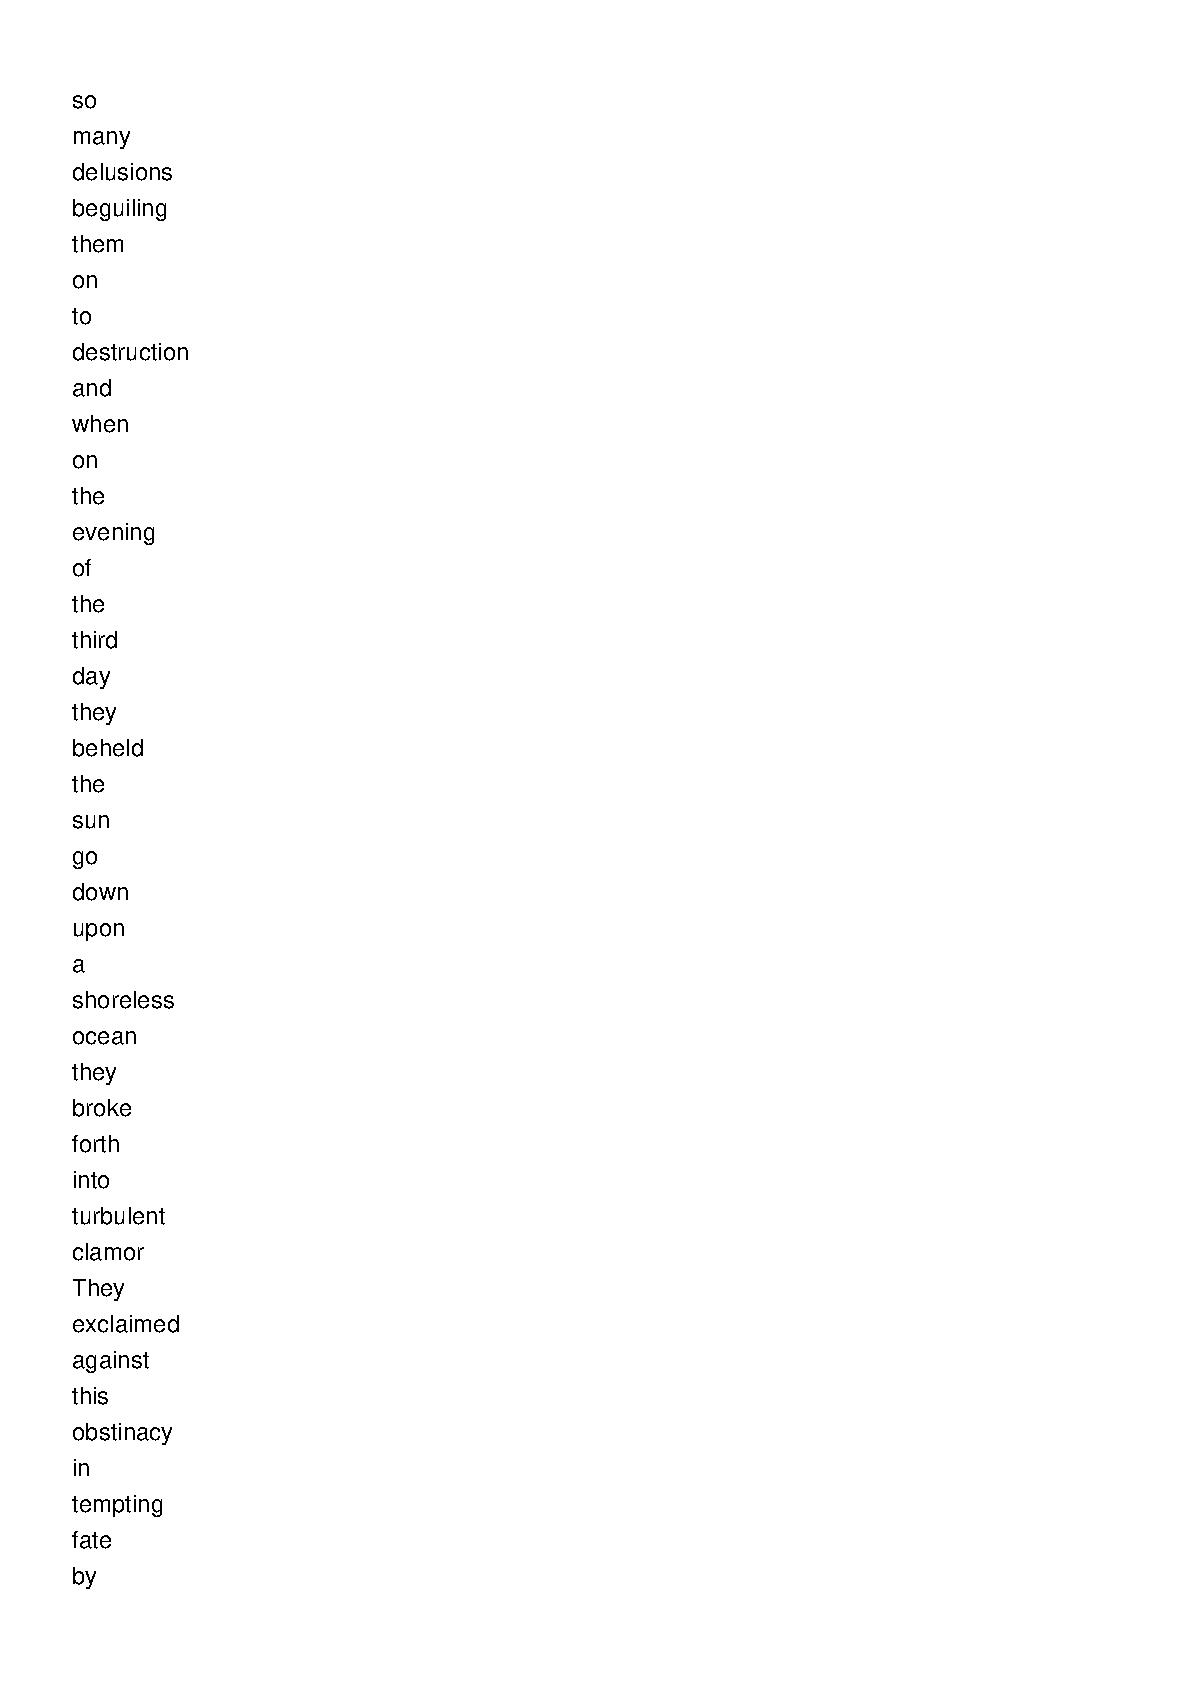 so
many
delusions
beguiling
them
on
to
destruction
and
when
on
the
evening
of
the
third
day
they
beheld
the
sun
go
down
upon
a
shoreless
ocean
they
broke
forth
into
turbulent
clamor
They
exclaimed
against
this
obstinacy
in
tempting
fate
by